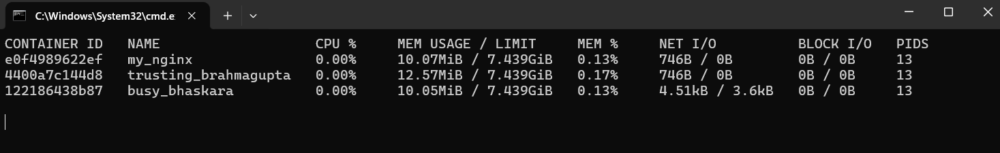 C:\Windows\System32\cmd.e
CONTAINER ID NAME CPU % MEM USAGE / LIMIT MEM % NET I/O BLOCK I/O PIDS
e0f4989622ef my_nginx 0.00% 10.07MiB / 7.439GiB 0.13% 746B / 0B 0B / 0B 13
4400a7c144d8 trusting_brahmagupta 0.00% 12.57MiB / 7.439GiB 0.17% 746B / 0B 0B / 0B 13
122186438b87 busy_bhaskara 0.00% 10.05MiB / 7.439GiB 0.13% 4.51kB / 3.6kB 0B / 0B 13